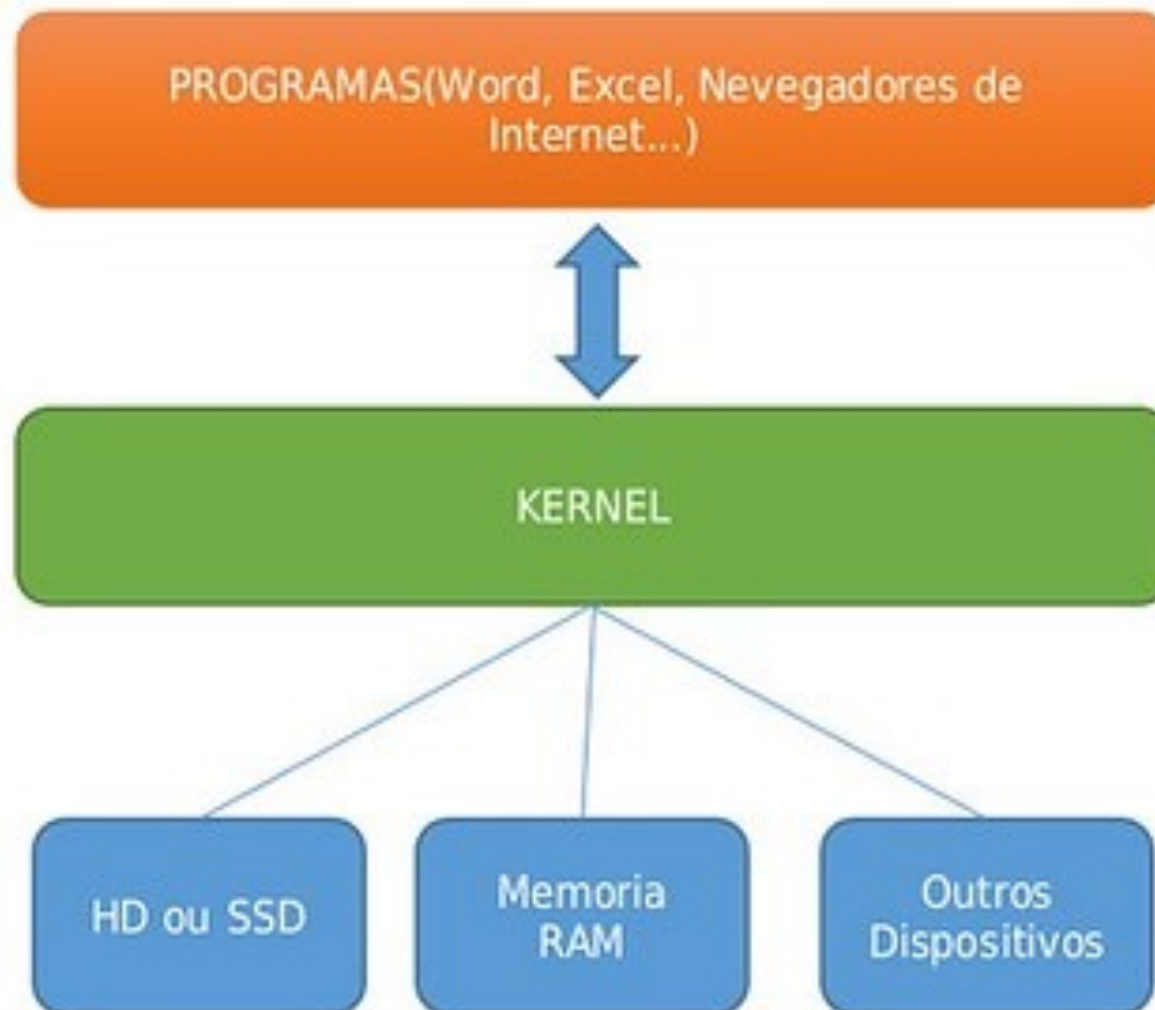 PROGRAMAS(Word, Excel, Nevegadores de
Internet...)
KERNEL
HD ou SSD
Memoria
RAM
Outros
Dispositivos